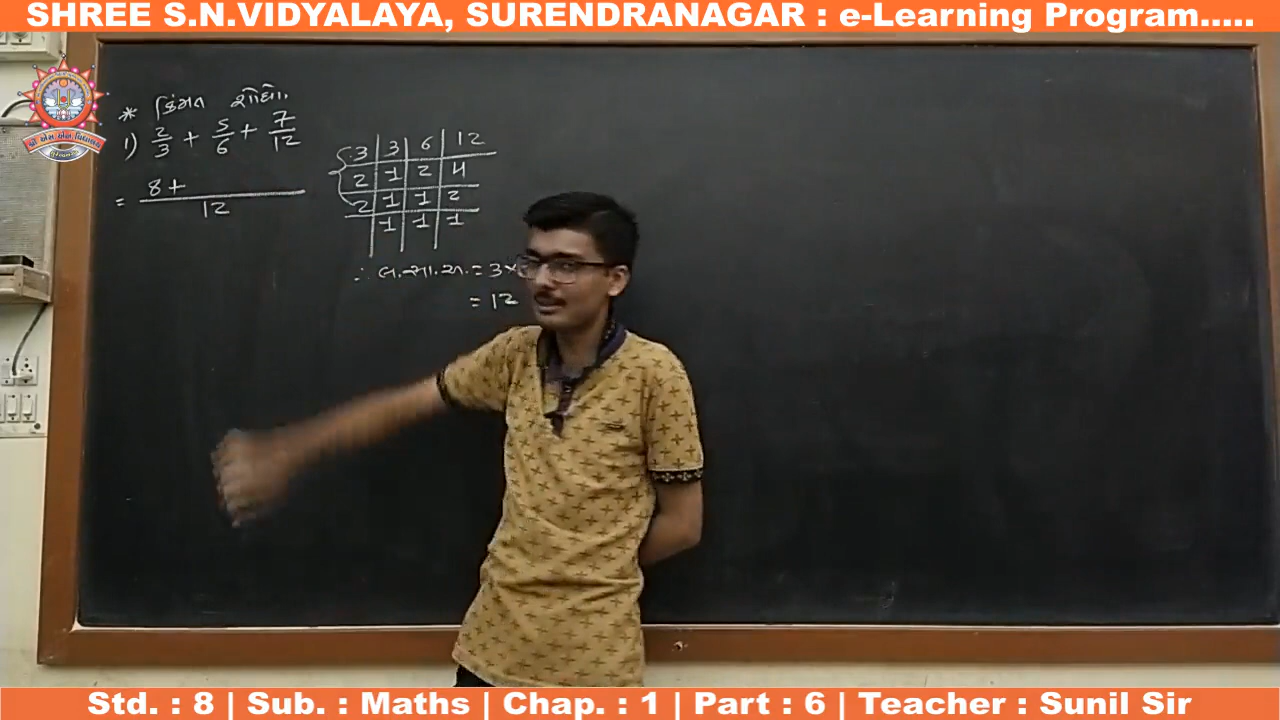 SHREE S.N.VIDYALAYA, SURENDRANAGAR : e-Learning Program.....
* કિંમત શોધો.
1) 2/3 + 5/6 + 7/12
= 8+ / 12
3 | 3 | 6 | 12
2 | 1 | 2 | 4
2 | 1 | 1 | 2
| 1 | 1 | 1
∴ લ.સા.અ. = 3×
= 12
Std. : 8 | Sub. : Maths | Chap. : 1 | Part : 6 | Teacher : Sunil Sir